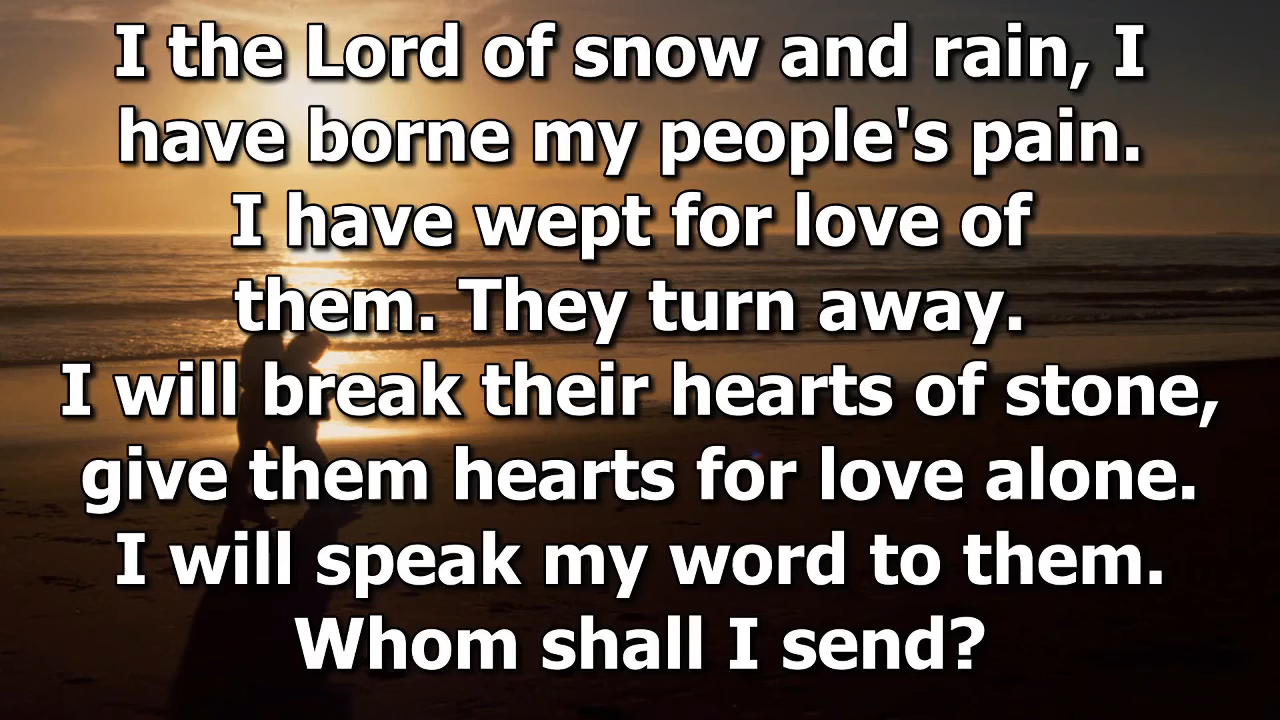 I the Lord of snow and rain, I
have borne my people's pain.
I have wept for love of
them. They turn away.
I will break their hearts of stone,
give them hearts for love alone.
I will speak my word to them.
Whom shall I send?